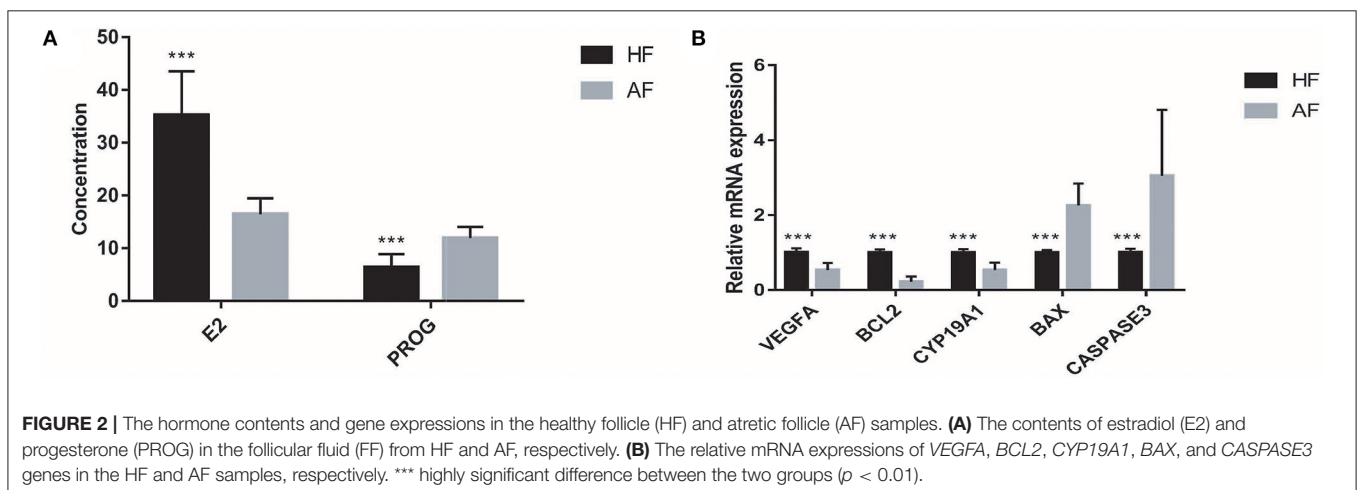 A
50
40
30
20
10
0
Concentration
***
***
HF
AF
E2
PROG
B
6
4
2
0
Relative mRNA expression
HF
AF
*** *** *** *** ***
VEGFA
BCL2
CYP19A1
BAX
CASPASE3
FIGURE 2 | The hormone contents and gene expressions in the healthy follicle (HF) and atretic follicle (AF) samples. (A) The contents of estradiol (E2) and
progesterone (PROG) in the follicular fluid (FF) from HF and AF, respectively. (B) The relative mRNA expressions of VEGFA, BCL2, CYP19A1, BAX, and CASPASE3
genes in the HF and AF samples, respectively. *** highly significant difference between the two groups (p < 0.01).